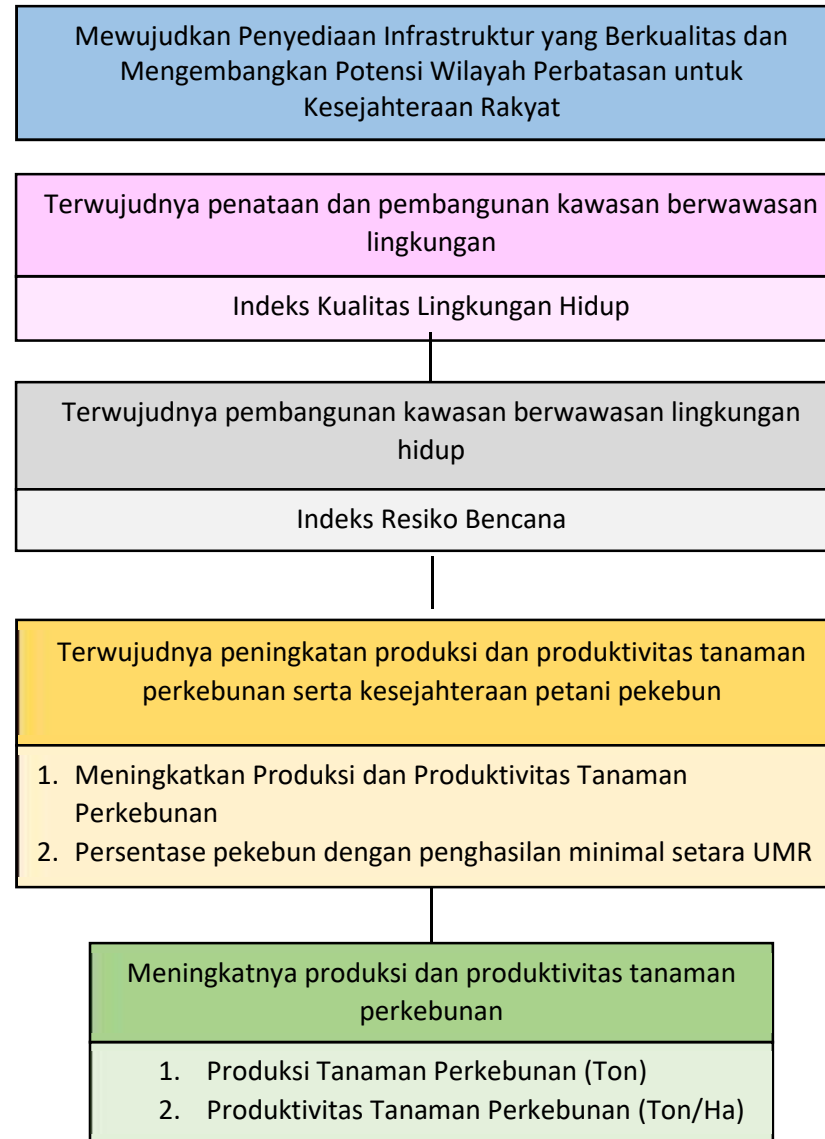 Mewujudkan Penyediaan Infrastruktur yang Berkualitas dan
Mengembangkan Potensi Wilayah Perbatasan untuk
Kesejahteraan Rakyat
Terwujudnya penataan dan pembangunan kawasan berwawasan
lingkungan
Indeks Kualitas Lingkungan Hidup
Terwujudnya pembangunan kawasan berwawasan lingkungan
hidup
Indeks Resiko Bencana
Terwujudnya peningkatan produksi dan produktivitas tanaman
perkebunan serta kesejahteraan petani pekebun
1. Meningkatkan Produksi dan Produktivitas Tanaman
Perkebunan
2. Persentase pekebun dengan penghasilan minimal setara UMR
Meningkatnya produksi dan produktivitas tanaman
perkebunan
1. Produksi Tanaman Perkebunan (Ton)
2. Produktivitas Tanaman Perkebunan (Ton/Ha)